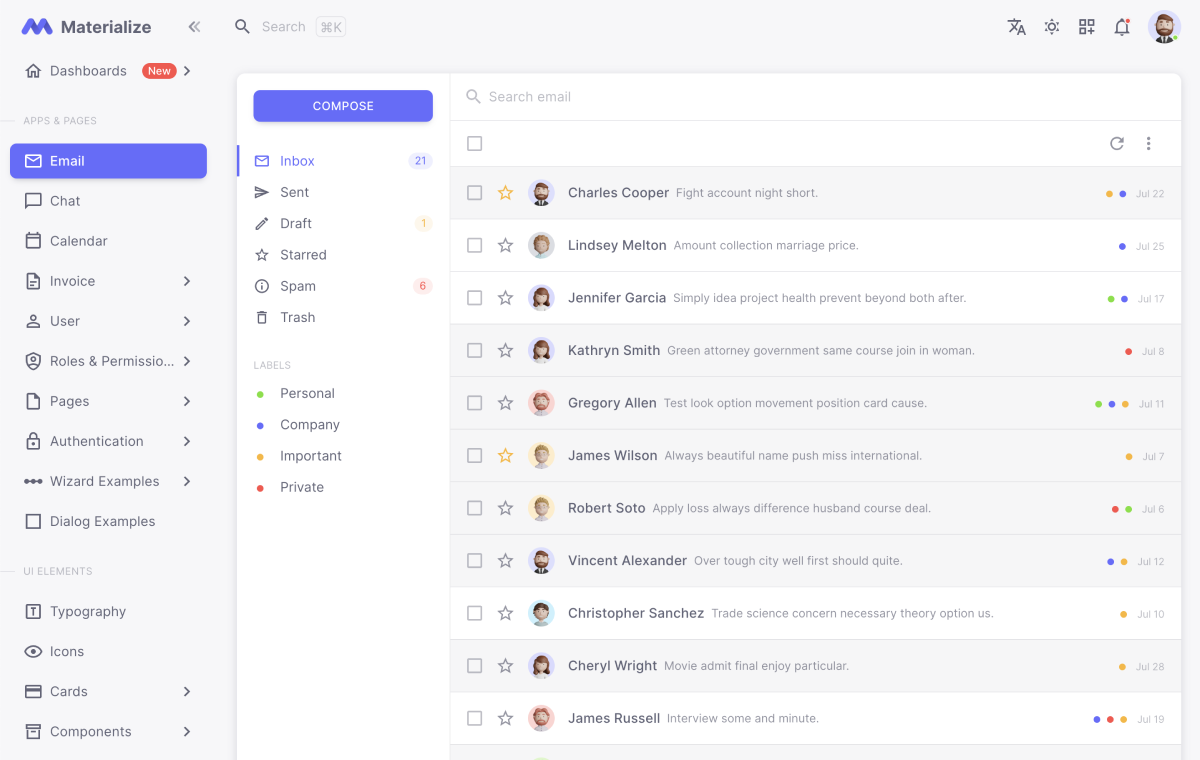 Materialize
Search ⌘K
Dashboards New
APPS & PAGES
Email
Chat
Calendar
Invoice
User
Roles & Permissio...
Pages
Authentication
Wizard Examples
Dialog Examples
UI ELEMENTS
Typography
Icons
Cards
Components
COMPOSE
Inbox 21
Sent
Draft 1
Starred
Spam 6
Trash
LABELS
Personal
Company
Important
Private
Search email
Charles Cooper Fight account night short. Jul 22
Lindsey Melton Amount collection marriage price. Jul 25
Jennifer Garcia Simply idea project health prevent beyond both after. Jul 17
Kathryn Smith Green attorney government same course join in woman. Jul 8
Gregory Allen Test look option movement position card cause. Jul 11
James Wilson Always beautiful name push miss international. Jul 7
Robert Soto Apply loss always difference husband course deal. Jul 6
Vincent Alexander Over tough city well first should quite. Jul 12
Christopher Sanchez Trade science concern necessary theory option us. Jul 10
Cheryl Wright Movie admit final enjoy particular. Jul 28
James Russell Interview some and minute. Jul 19